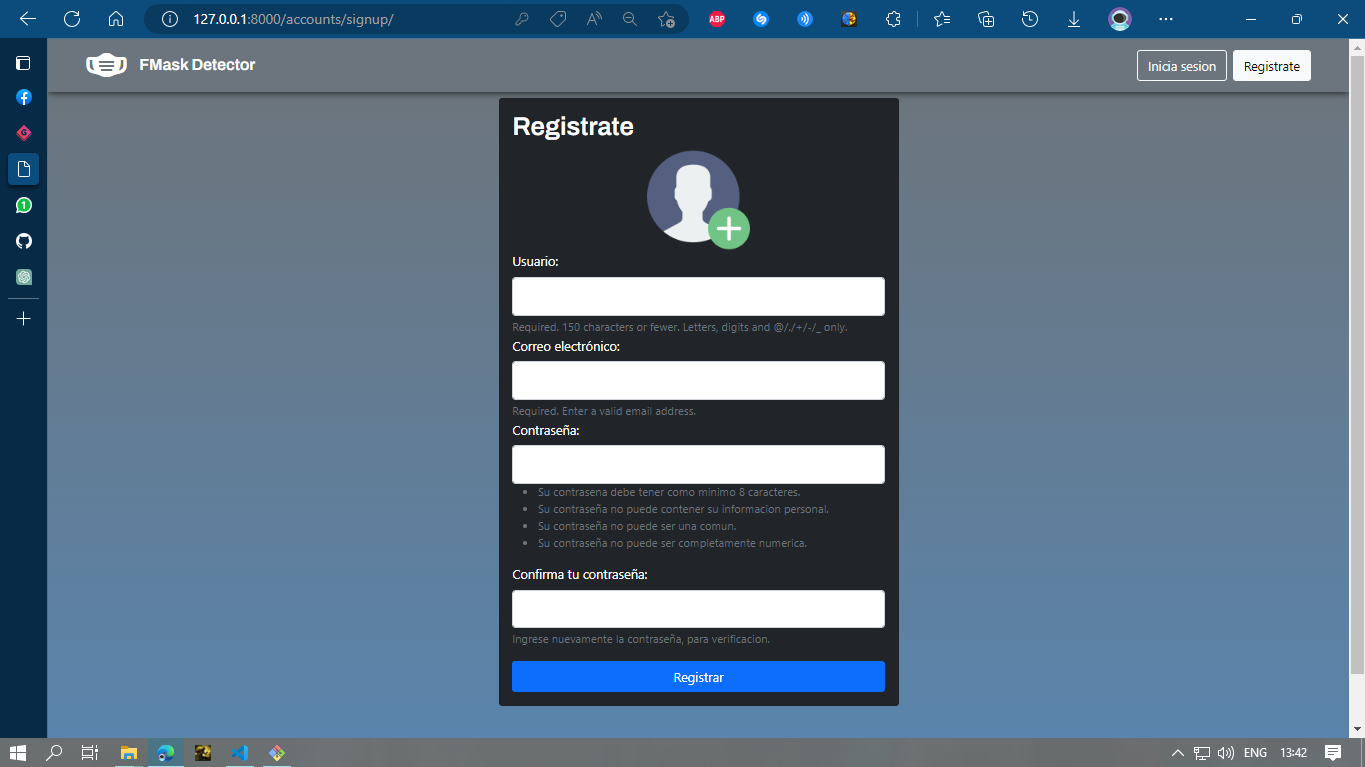 127.0.0.1:8000/accounts/signup/
ABP
G
1
FMask Detector
Inicia sesion
Registrate
Registrate
Usuario:
Required. 150 characters or fewer. Letters, digits and @/./+/-/_ only.
Correo electrónico:
Required. Enter a valid email address.
Contraseña:
Su contrasena debe tener como minimo 8 caracteres.
Su contraseña no puede contener su informacion personal.
Su contraseña no puede ser una comun.
Su contraseña no puede ser completamente numerica.
Confirma tu contraseña:
Ingrese nuevamente la contraseña, para verificacion.
Registrar
ENG
13:42